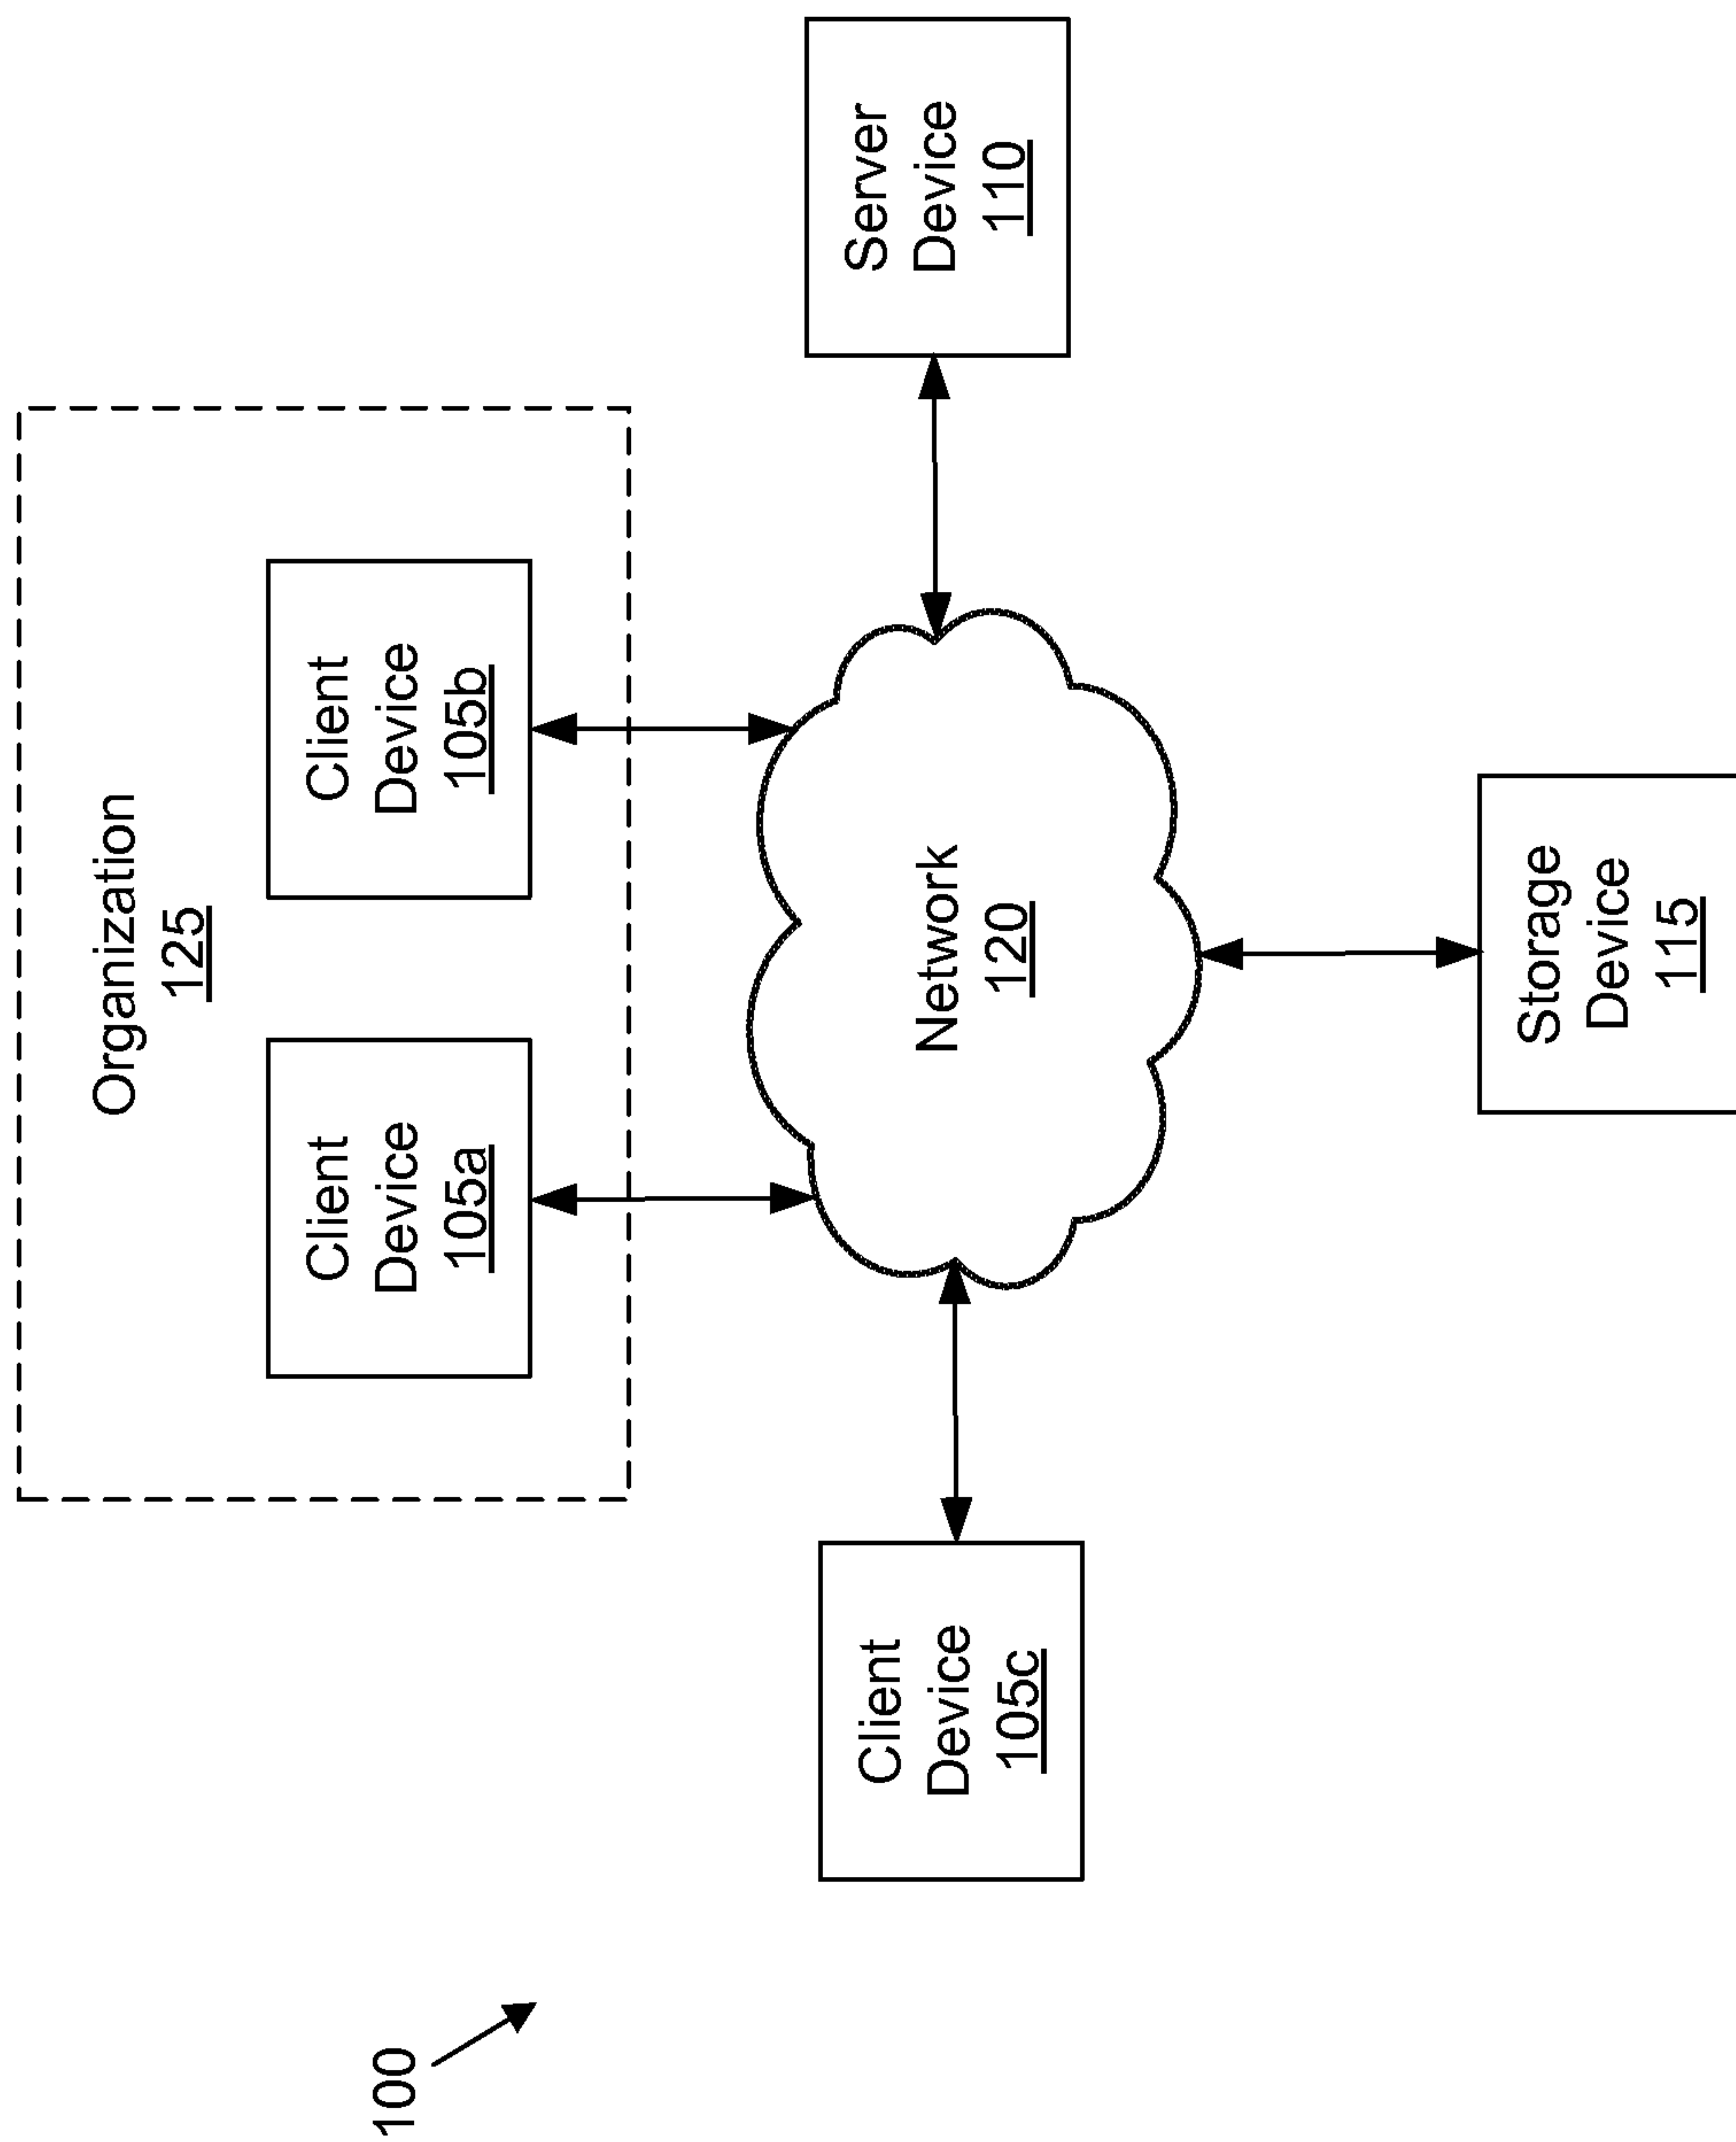 Organization
125
Client
Device
105a
Client
Device
105b
Client
Device
105c
Network
120
Server
Device
110
Storage
Device
115
100